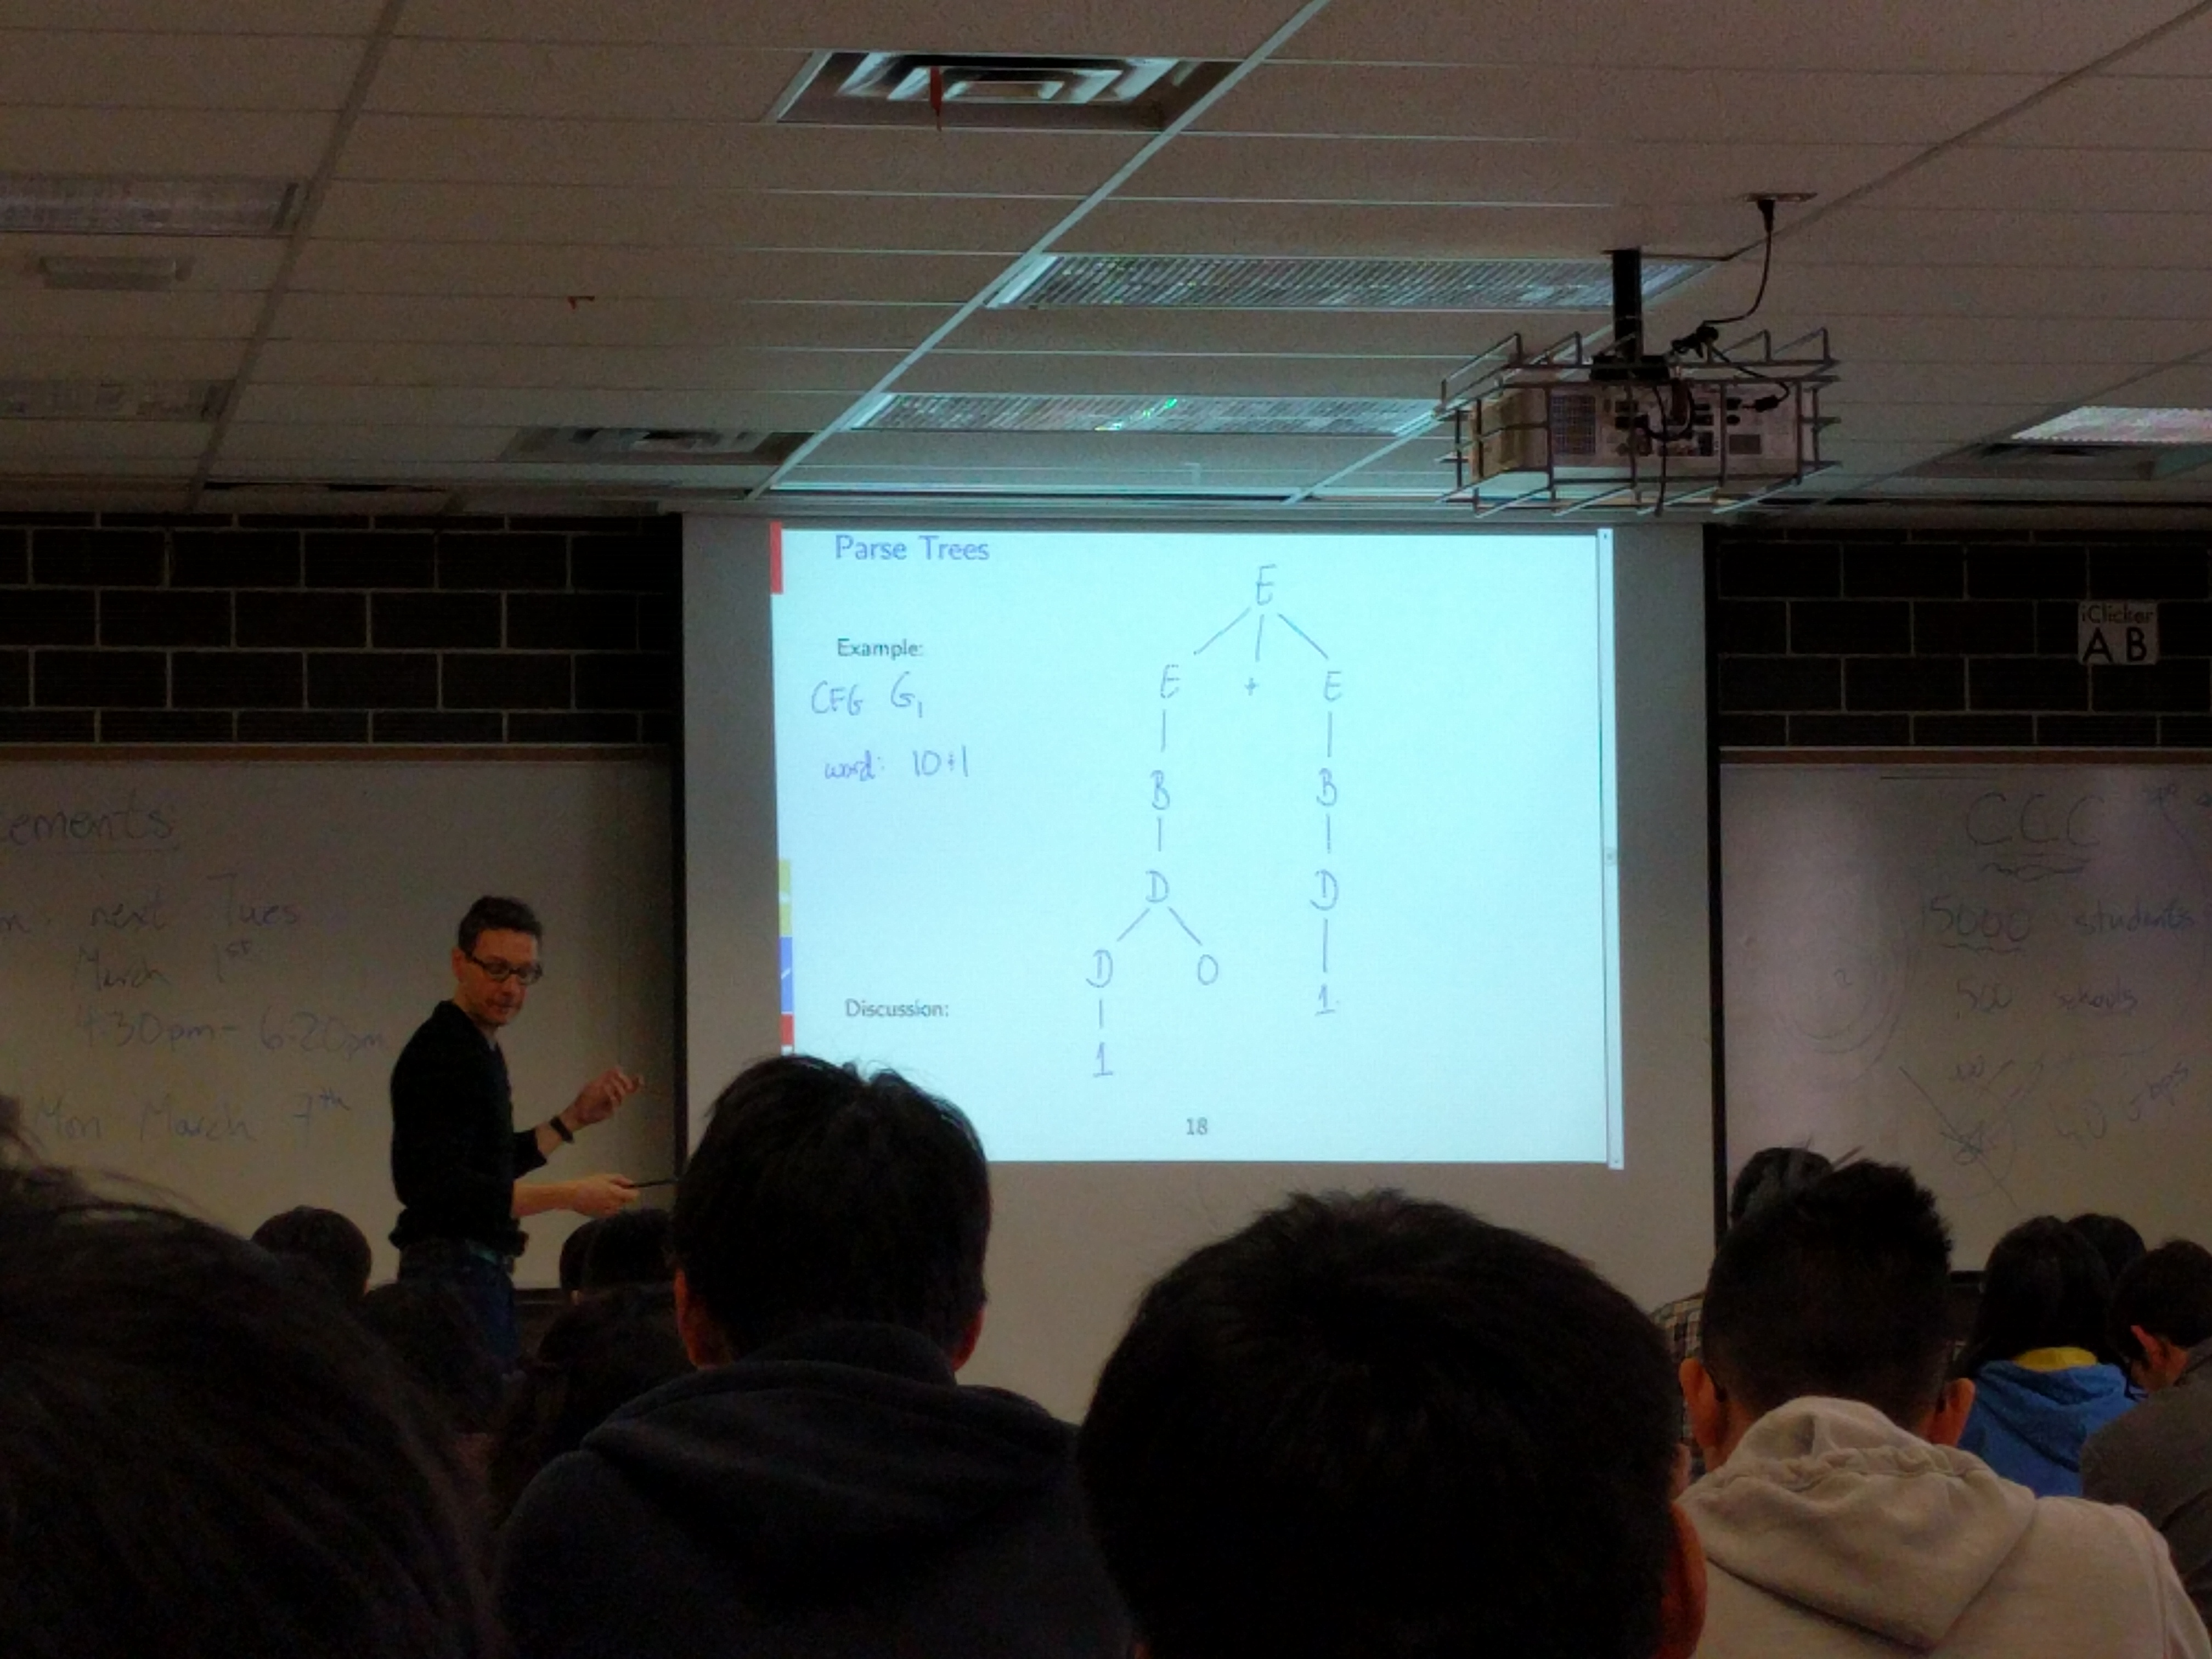 Parse Trees
E
Example:
E + E
CFG G1
word: 10+1
B B
D D
D 0
Discussion:
1
1
18
iClicker
A B
ements
next Tues
March 1st
4:30pm - 6:20pm
Mon March 7th
CCC
15000 students
500 schools